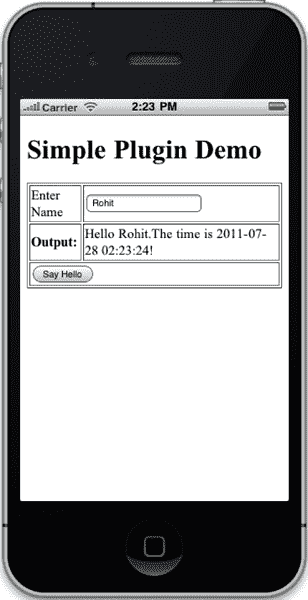 Carrier 2:23 PM
Simple Plugin Demo
Enter
Name
Rohit
Output:
Hello Rohit.The time is 2011-07-
28 02:23:24!
Say Hello